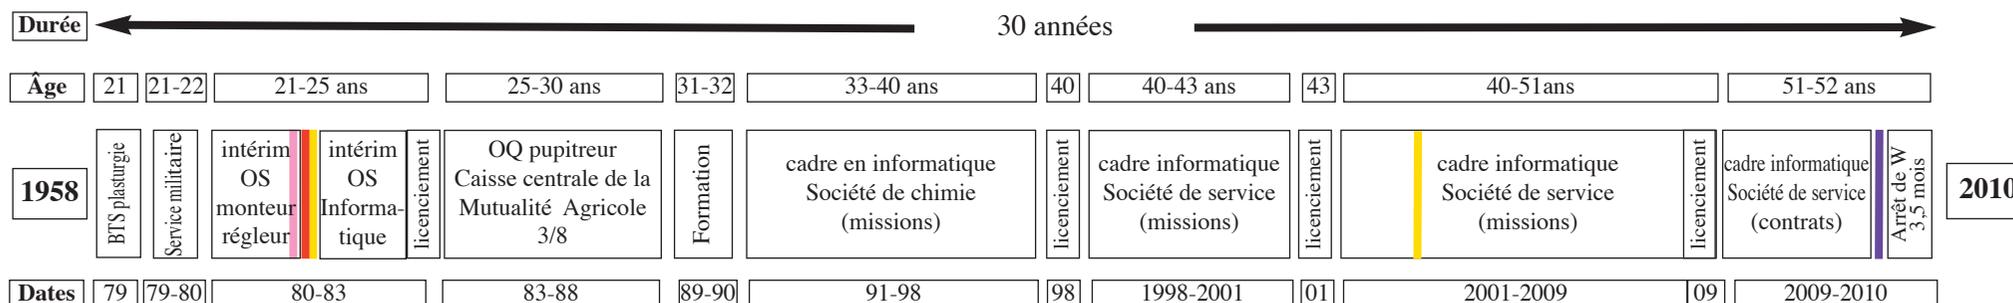 Durée
30 années
Âge
21
21-22
21-25 ans
25-30 ans
31-32
33-40 ans
40
40-43 ans
43
40-51ans
51-52 ans
1958
BTS plasturgie
Service militaire
intérim
OS
monteur
régleur
intérim
OS
Informa-
tique
licenciement
OQ pupitreur
Caisse centrale de la
Mutualité Agricole
3/8
Formation
cadre en informatique
Société de chimie
(missions)
licenciement
cadre informatique
Société de service
(missions)
licenciement
cadre informatique
Société de service
(missions)
licenciement
cadre informatique
Société de service
(contrats)
Arrêt de W
3,5 mois
2010
Dates
79
79-80
80-83
83-88
89-90
91-98
98
1998-2001
01
2001-2009
09
2009-2010